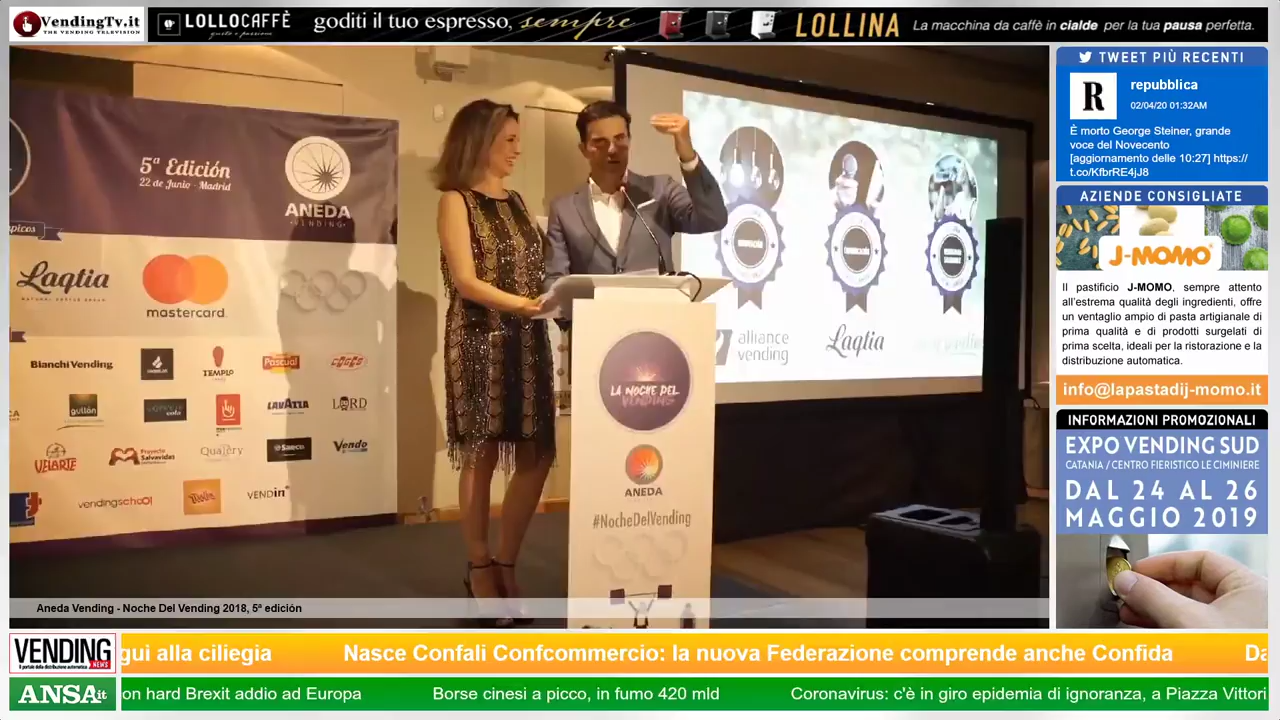 VendingTv.it
THE VENDING TELEVISION
LOLLOCAFFÈ
gusto e passione
goditi il tuo espresso, sempre
LOLLINA
La macchina da caffè in cialde per la tua pausa perfetta.
5ª Edición
22 de Junio - Madrid
ANEDA
VENDING
Laqtia
mastercard.
Bianchi Vending
TEMPLO
Pascual
gullón
LAVAZZA
LORD
VELARTE
Proyecto
Salvavidas
Qualery
Saeco
Vendo
vendingschool
VENDin
alliance
vending
Laqtia
LA NOCHE DEL
VENDING
ANEDA
#NocheDelVending
Aneda Vending - Noche Del Vending 2018, 5ª edición
TWEET PIÙ RECENTI
R
repubblica
02/04/20 01:32AM
È morto George Steiner, grande
voce del Novecento
[aggiornamento delle 10:27] https://
t.co/KfbrRE4jJ8
AZIENDE CONSIGLIATE
J-MOMO
Il pastificio J-MOMO, sempre attento
all'estrema qualità degli ingredienti, offre
un ventaglio ampio di pasta artigianale di
prima qualità e di prodotti surgelati di
prima scelta, ideali per la ristorazione e la
distribuzione automatica.
info@lapastadij-momo.it
INFORMAZIONI PROMOZIONALI
EXPO VENDING SUD
CATANIA / CENTRO FIERISTICO LE CIMINIERE
DAL 24 AL 26
MAGGIO 2019
VENDING
NEWS
Il portale della distribuzione automatica
gui alla ciliegia Nasce Confali Confcommercio: la nuova Federazione comprende anche Confida Da
ANSA.it
on hard Brexit addio ad Europa Borse cinesi a picco, in fumo 420 mld Coronavirus: c'è in giro epidemia di ignoranza, a Piazza Vittori